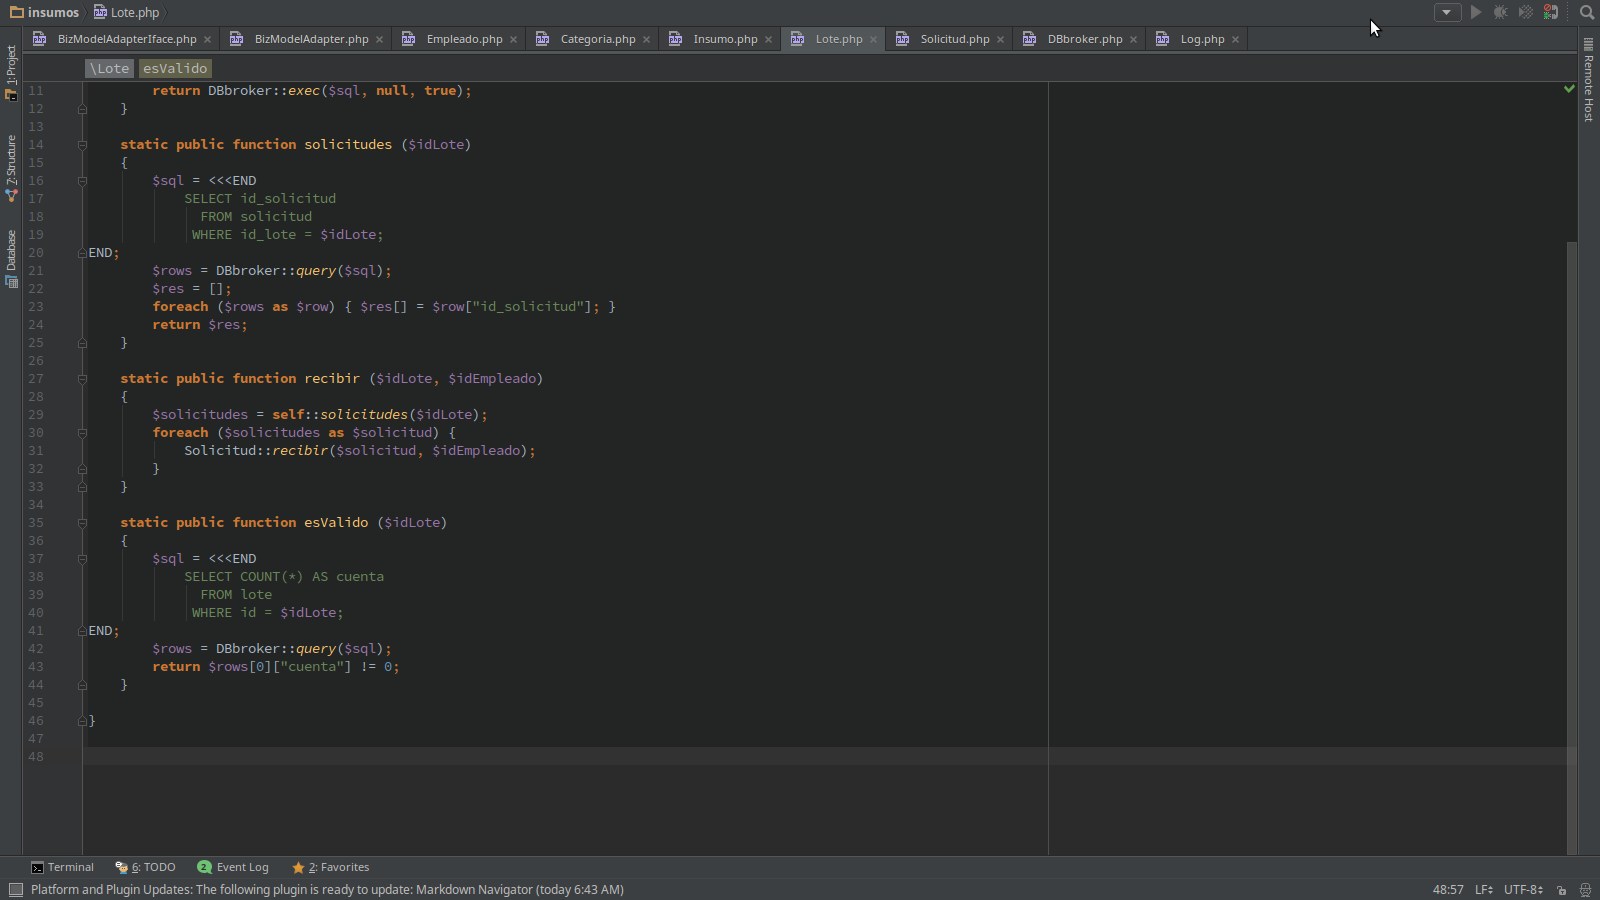 insumos Lote.php
BizModelAdapterIface.php BizModelAdapter.php Empleado.php Categoria.php Insumo.php Lote.php Solicitud.php DBbroker.php Log.php
\Lote esValido
1: Project
7: Structure
Database
Remote Host
11 return DBbroker::exec($sql, null, true);
12 }
13
14 static public function solicitudes ($idLote)
15 {
16 $sql = <<<END
17 SELECT id_solicitud
18 FROM solicitud
19 WHERE id_lote = $idLote;
20 END;
21 $rows = DBbroker::query($sql);
22 $res = [];
23 foreach ($rows as $row) { $res[] = $row["id_solicitud"]; }
24 return $res;
25 }
26
27 static public function recibir ($idLote, $idEmpleado)
28 {
29 $solicitudes = self::solicitudes($idLote);
30 foreach ($solicitudes as $solicitud) {
31 Solicitud::recibir($solicitud, $idEmpleado);
32 }
33 }
34
35 static public function esValido ($idLote)
36 {
37 $sql = <<<END
38 SELECT COUNT(*) AS cuenta
39 FROM lote
40 WHERE id = $idLote;
41 END;
42 $rows = DBbroker::query($sql);
43 return $rows[0]["cuenta"] != 0;
44 }
45
46 }
47
48
Terminal 6: TODO 2 Event Log 2: Favorites
Platform and Plugin Updates: The following plugin is ready to update: Markdown Navigator (today 6:43 AM) 48:57 LF UTF-8